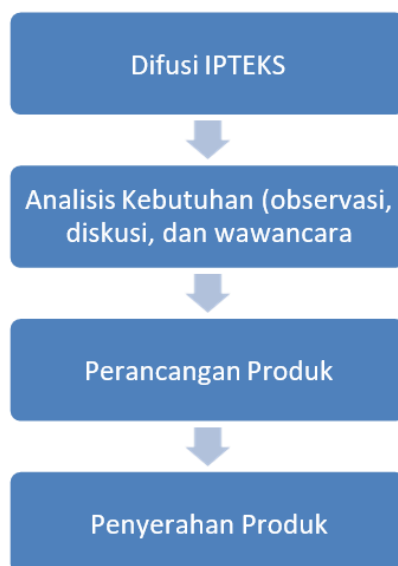 Difusi IPTEKS
Analisis Kebutuhan (observasi,
diskusi, dan wawancara
Perancangan Produk
Penyerahan Produk